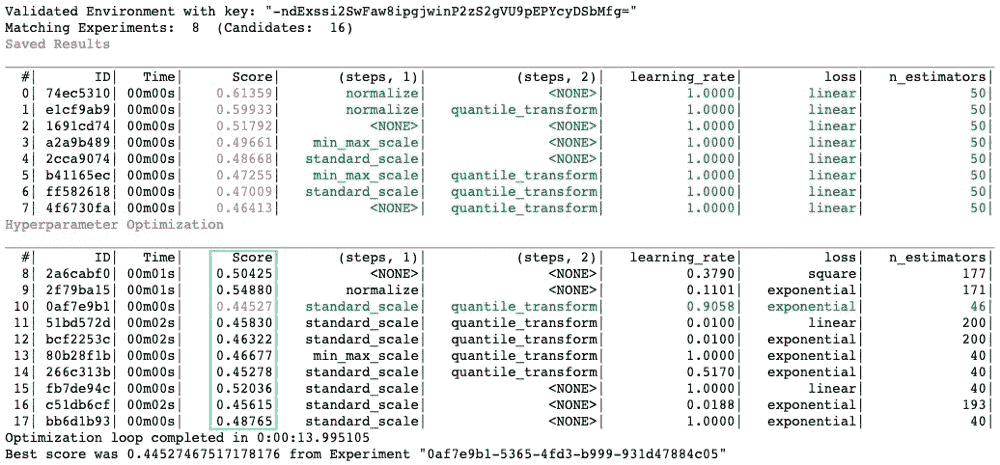 Validated Environment with key: "-ndExssi2SwFaw8ipgjwinP2zS2gVU9pEPYcyDSbMfg="
Matching Experiments:  8  (Candidates:  16)
Saved Results
#| ID| Time| Score| (steps, 1)| (steps, 2)| learning_rate| loss| n_estimators|
0| 74ec5310| 00m00s| 0.61359| normalize| <NONE>| 1.0000| linear| 50|
1| e1cf9ab9| 00m00s| 0.59933| normalize| quantile_transform| 1.0000| linear| 50|
2| 1691cd74| 00m00s| 0.51792| <NONE>| <NONE>| 1.0000| linear| 50|
3| a2a9b489| 00m00s| 0.49661| min_max_scale| <NONE>| 1.0000| linear| 50|
4| 2cca9074| 00m00s| 0.48668| standard_scale| <NONE>| 1.0000| linear| 50|
5| b41165ec| 00m00s| 0.47255| min_max_scale| quantile_transform| 1.0000| linear| 50|
6| ff582618| 00m00s| 0.47009| standard_scale| quantile_transform| 1.0000| linear| 50|
7| 4f6730fa| 00m00s| 0.46413| <NONE>| quantile_transform| 1.0000| linear| 50|
Hyperparameter Optimization
#| ID| Time| Score| (steps, 1)| (steps, 2)| learning_rate| loss| n_estimators|
8| 2a6cabf0| 00m01s| 0.50425| <NONE>| <NONE>| 0.3790| square| 177|
9| 2f79ba15| 00m01s| 0.54880| normalize| <NONE>| 0.1101| exponential| 171|
10| 0af7e9b1| 00m00s| 0.44527| standard_scale| quantile_transform| 0.9058| exponential| 46|
11| 51bd572d| 00m02s| 0.45830| standard_scale| quantile_transform| 0.0100| linear| 200|
12| bcf2253c| 00m02s| 0.46322| standard_scale| quantile_transform| 0.0100| exponential| 200|
13| 80b28f1b| 00m00s| 0.46677| min_max_scale| quantile_transform| 1.0000| exponential| 40|
14| 266c313b| 00m00s| 0.45278| standard_scale| quantile_transform| 0.5170| exponential| 40|
15| fb7de94c| 00m00s| 0.52036| standard_scale| <NONE>| 1.0000| linear| 40|
16| c51db6cf| 00m02s| 0.45615| standard_scale| <NONE>| 0.0188| exponential| 193|
17| bb6d1b93| 00m00s| 0.48765| standard_scale| <NONE>| 1.0000| exponential| 40|
Optimization loop completed in 0:00:13.995105
Best score was 0.44527467517178176 from Experiment "0af7e9b1-5365-4fd3-b999-931d47884c05"